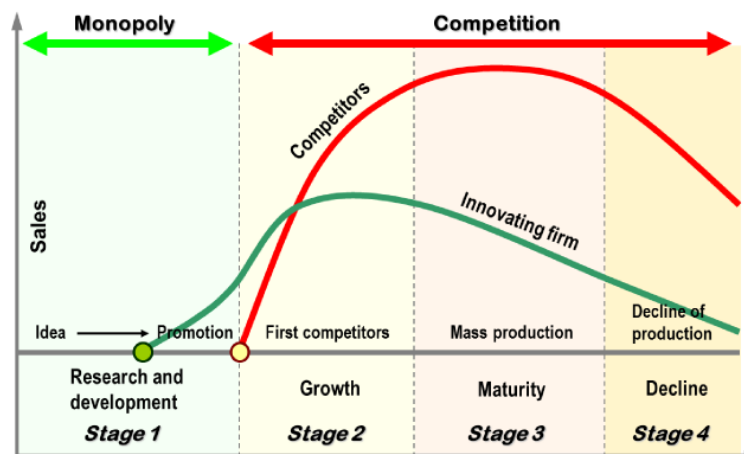 Monopoly
Competition
Sales
Competitors
Innovating firm
Idea
Promotion
First competitors
Mass production
Decline of
production
Research and
development
Growth
Maturity
Decline
Stage 1
Stage 2
Stage 3
Stage 4